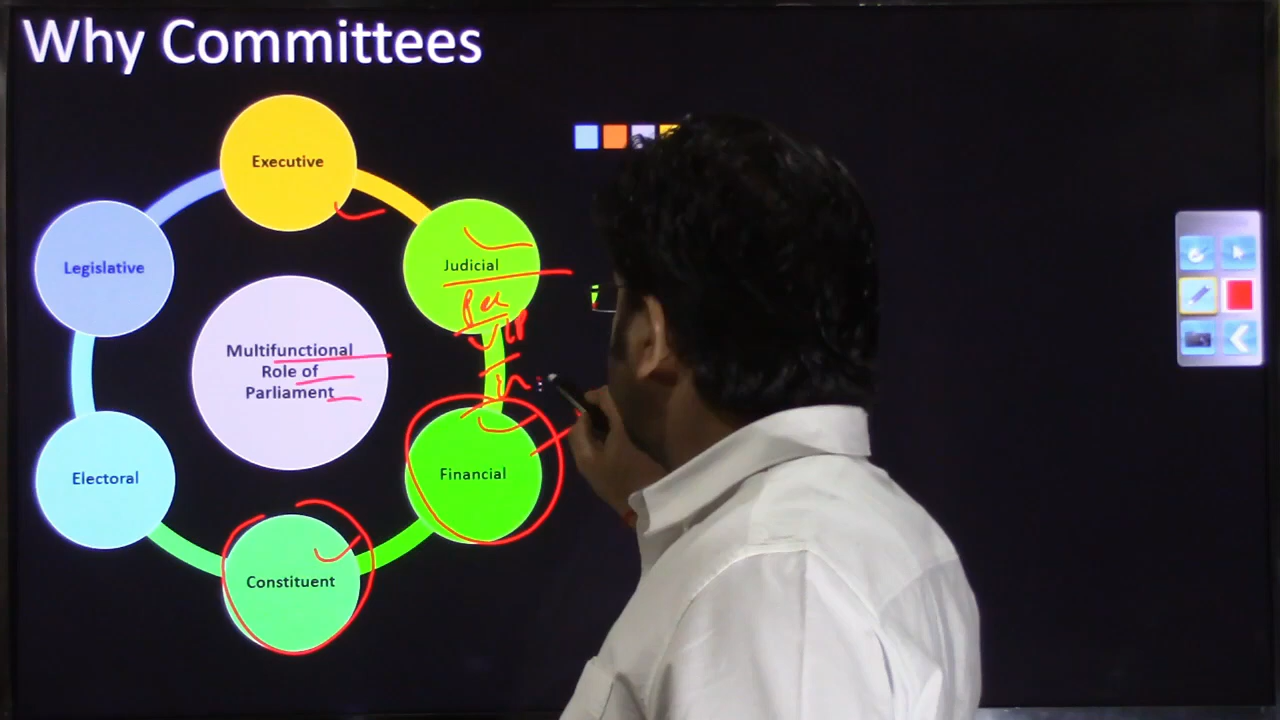 Why Committees
Executive
Judicial
Legislative
Multifunctional
Role of
Parliament
Financial
Electoral
Constituent